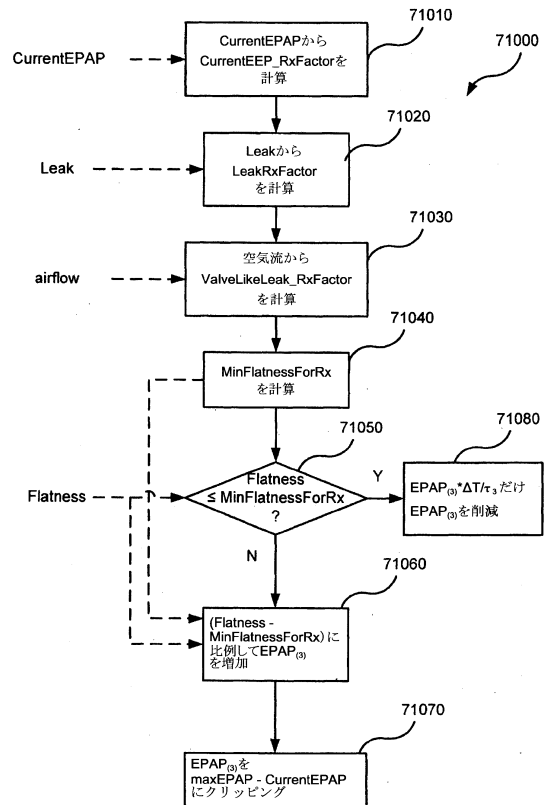 71010
71000
CurrentEPAP
CurrentEPAPから
CurrentEEP_RxFactorを
計算
71020
Leak
Leakから
LeakRxFactor
を計算
71030
airflow
空気流から
ValveLikeLeak_RxFactor
を計算
71040
MinFlatnessForRx
を計算
71050
71080
Flatness
Flatness
≤ MinFlatnessForRx
?
Y
EPAP(3)*ΔT/τ3 だけ
EPAP(3)を削減
N
71060
(Flatness -
MinFlatnessForRx) に
比例してEPAP(3)
を増加
71070
EPAP(3)を
maxEPAP - CurrentEPAP
にクリッピング